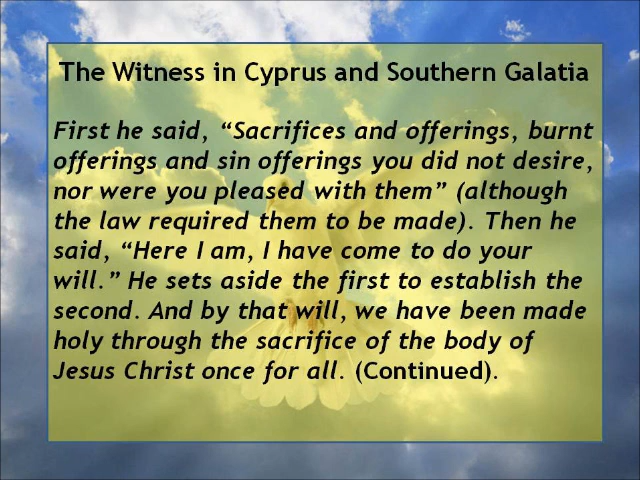 The Witness in Cyprus and Southern Galatia
First he said, “Sacrifices and offerings, burnt
offerings and sin offerings you did not desire,
nor were you pleased with them” (although
the law required them to be made). Then he
said, “Here I am, I have come to do your
will.” He sets aside the first to establish the
second. And by that will, we have been made
holy through the sacrifice of the body of
Jesus Christ once for all. (Continued).